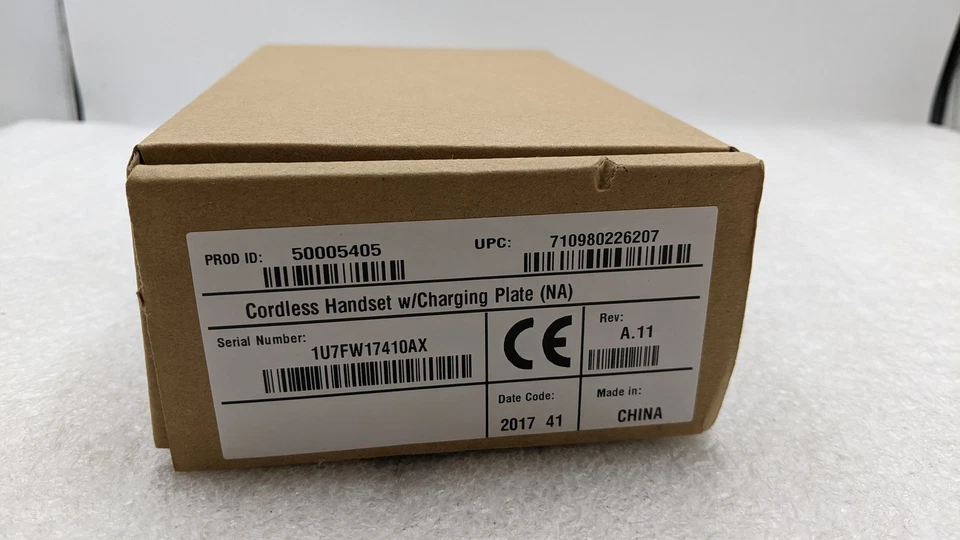 PROD ID: 50005405
UPC: 710980226207
Cordless Handset w/Charging Plate (NA)
Serial Number:
1U7FW17410AX
CE
Rev:
A.11
Date Code:
2017 41
Made in:
CHINA